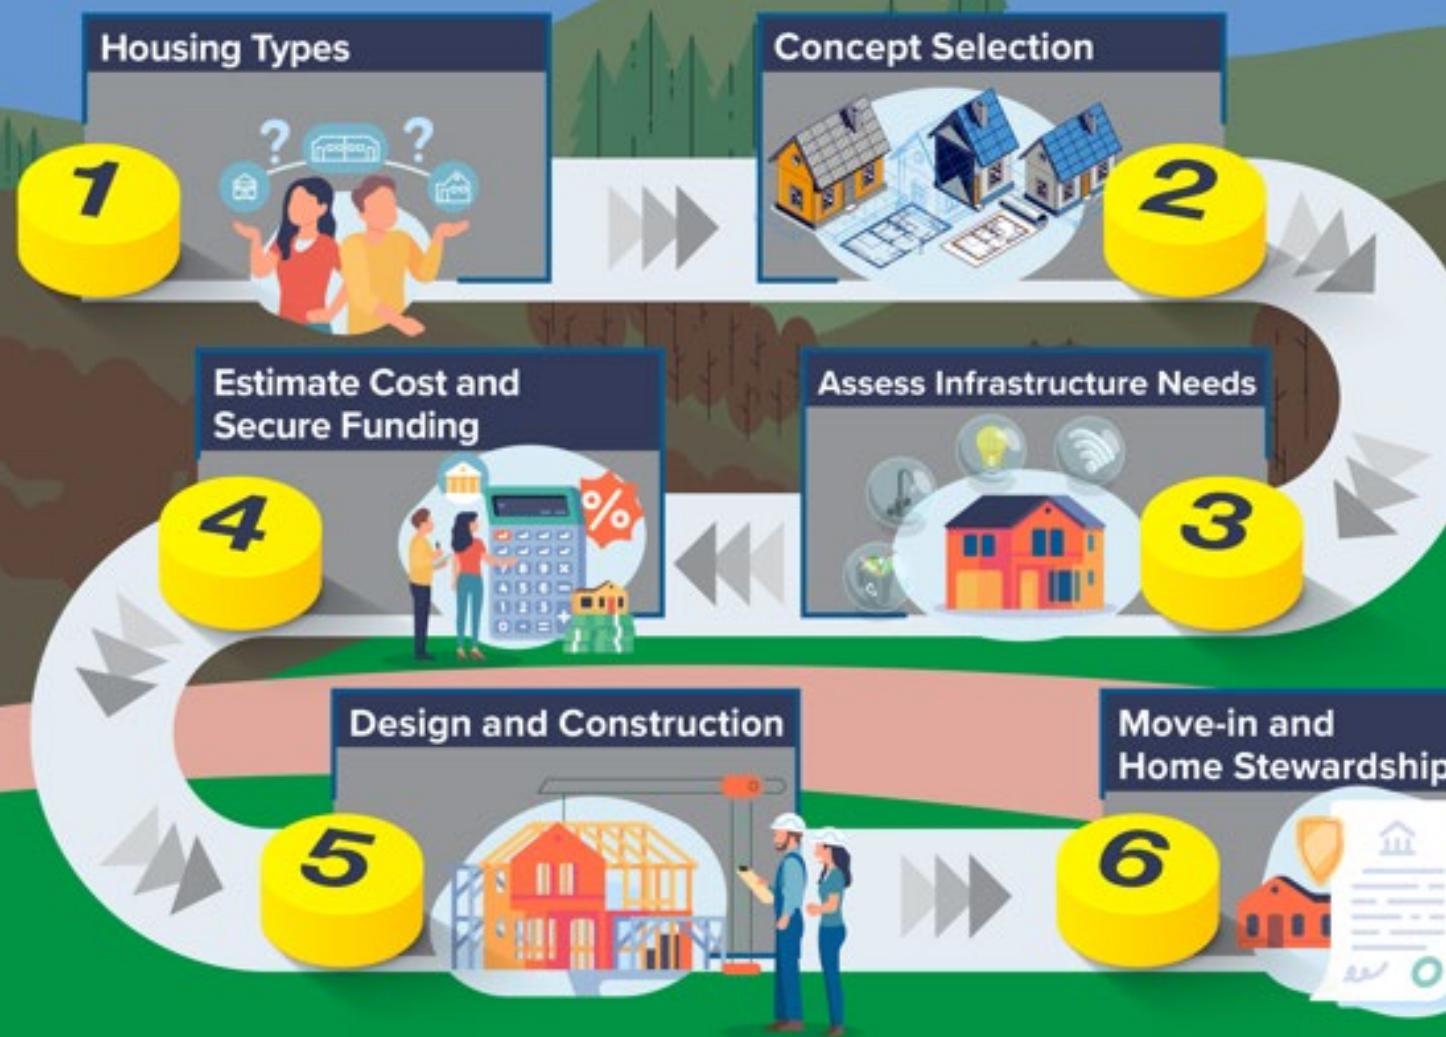 Housing Types
1
? ?
Concept Selection
2
Assess Infrastructure Needs
3
Estimate Cost and
Secure Funding
4
%
Design and Construction
5
Move-in and
Home Stewardship
6